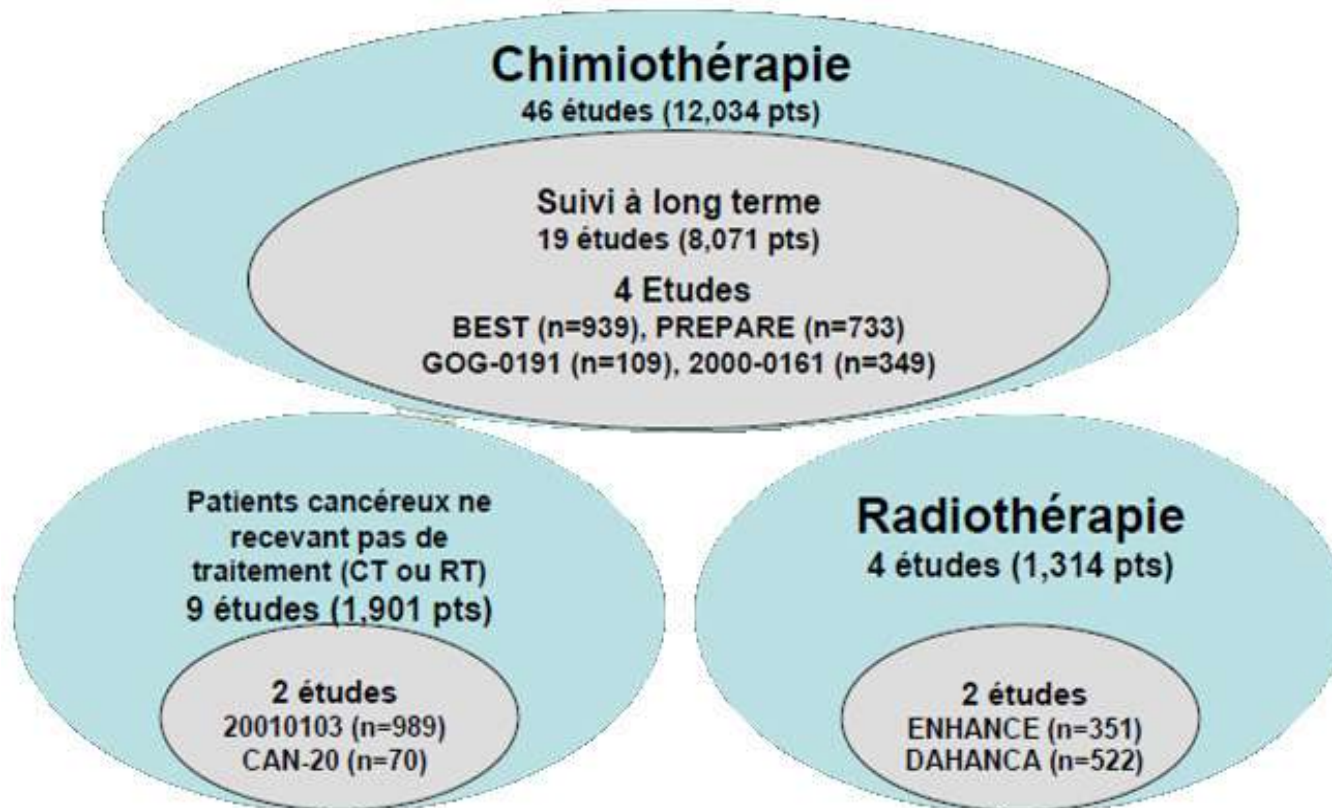 Chimiothérapie
46 études (12,034 pts)
Suivi à long terme
19 études (8,071 pts)
4 Etudes
BEST (n=939), PREPARE (n=733)
GOG-0191 (n=109), 2000-0161 (n=349)
Patients cancéreux ne
recevant pas de
traitement (CT ou RT)
9 études (1,901 pts)
2 études
20010103 (n=989)
CAN-20 (n=70)
Radiothérapie
4 études (1,314 pts)
2 études
ENHANCE (n=351)
DAHANCA (n=522)